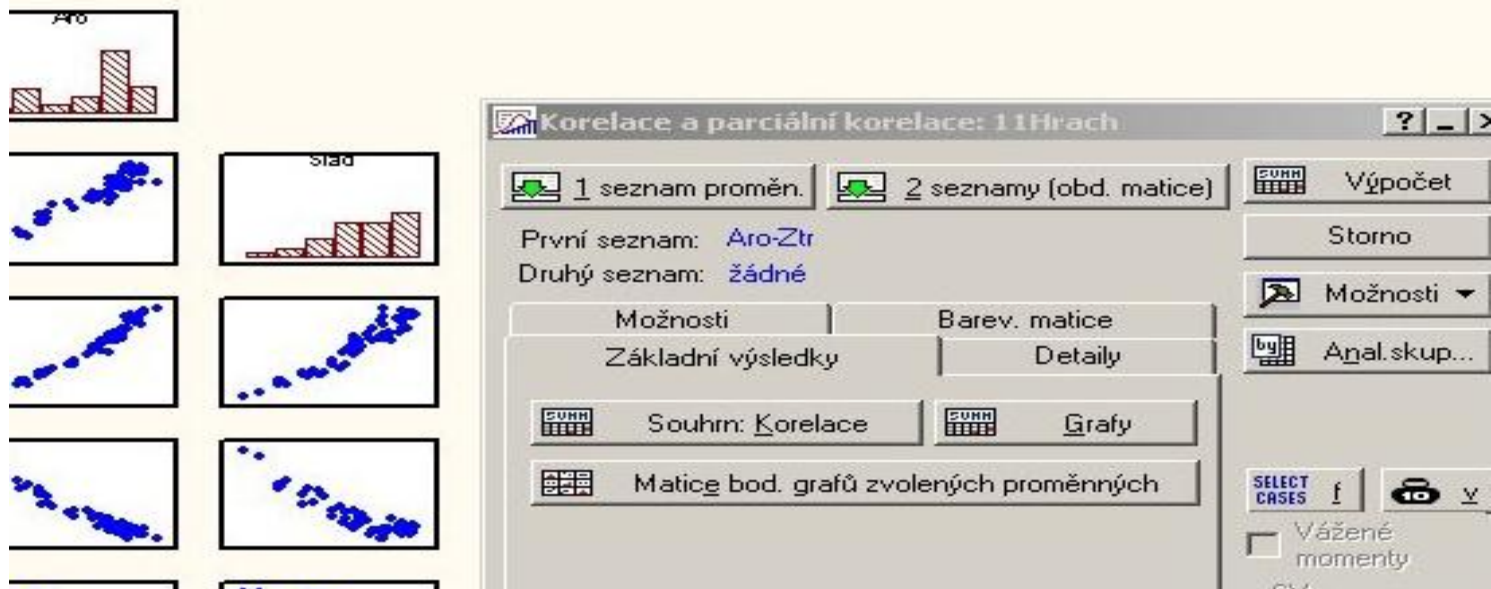 Aro
Slad
Korelace a parciální korelace: 11Hrach
1 seznam proměn.
2 seznamy (obd. matice)
Výpočet
První seznam: Aro-Ztr
Storno
Druhý seznam: žádné
Možnosti
Možnosti
Barev. matice
Základní výsledky
Detaily
Anal.skup...
SUMM
Souhrn: Korelace
SUMM
Grafy
Matice bod. grafů zvolených proměnných
SELECT CASES f
v
Vážené
momenty